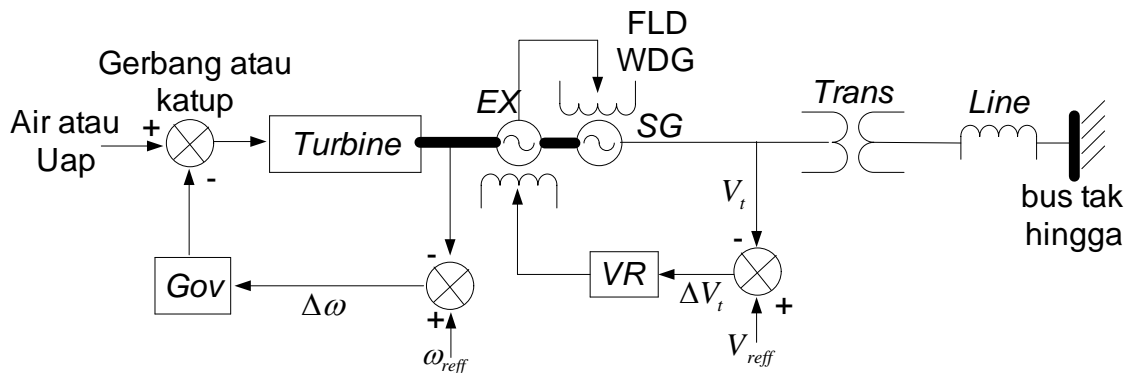 FLD
WDG
Gerbang atau
katup
EX
Trans
Line
Air atau
Uap
+
-
Turbine
SG
bus tak
hingga
V_t
-
-
Gov
Δω
+
VR
ΔV_t
+
ω_reff
V_reff